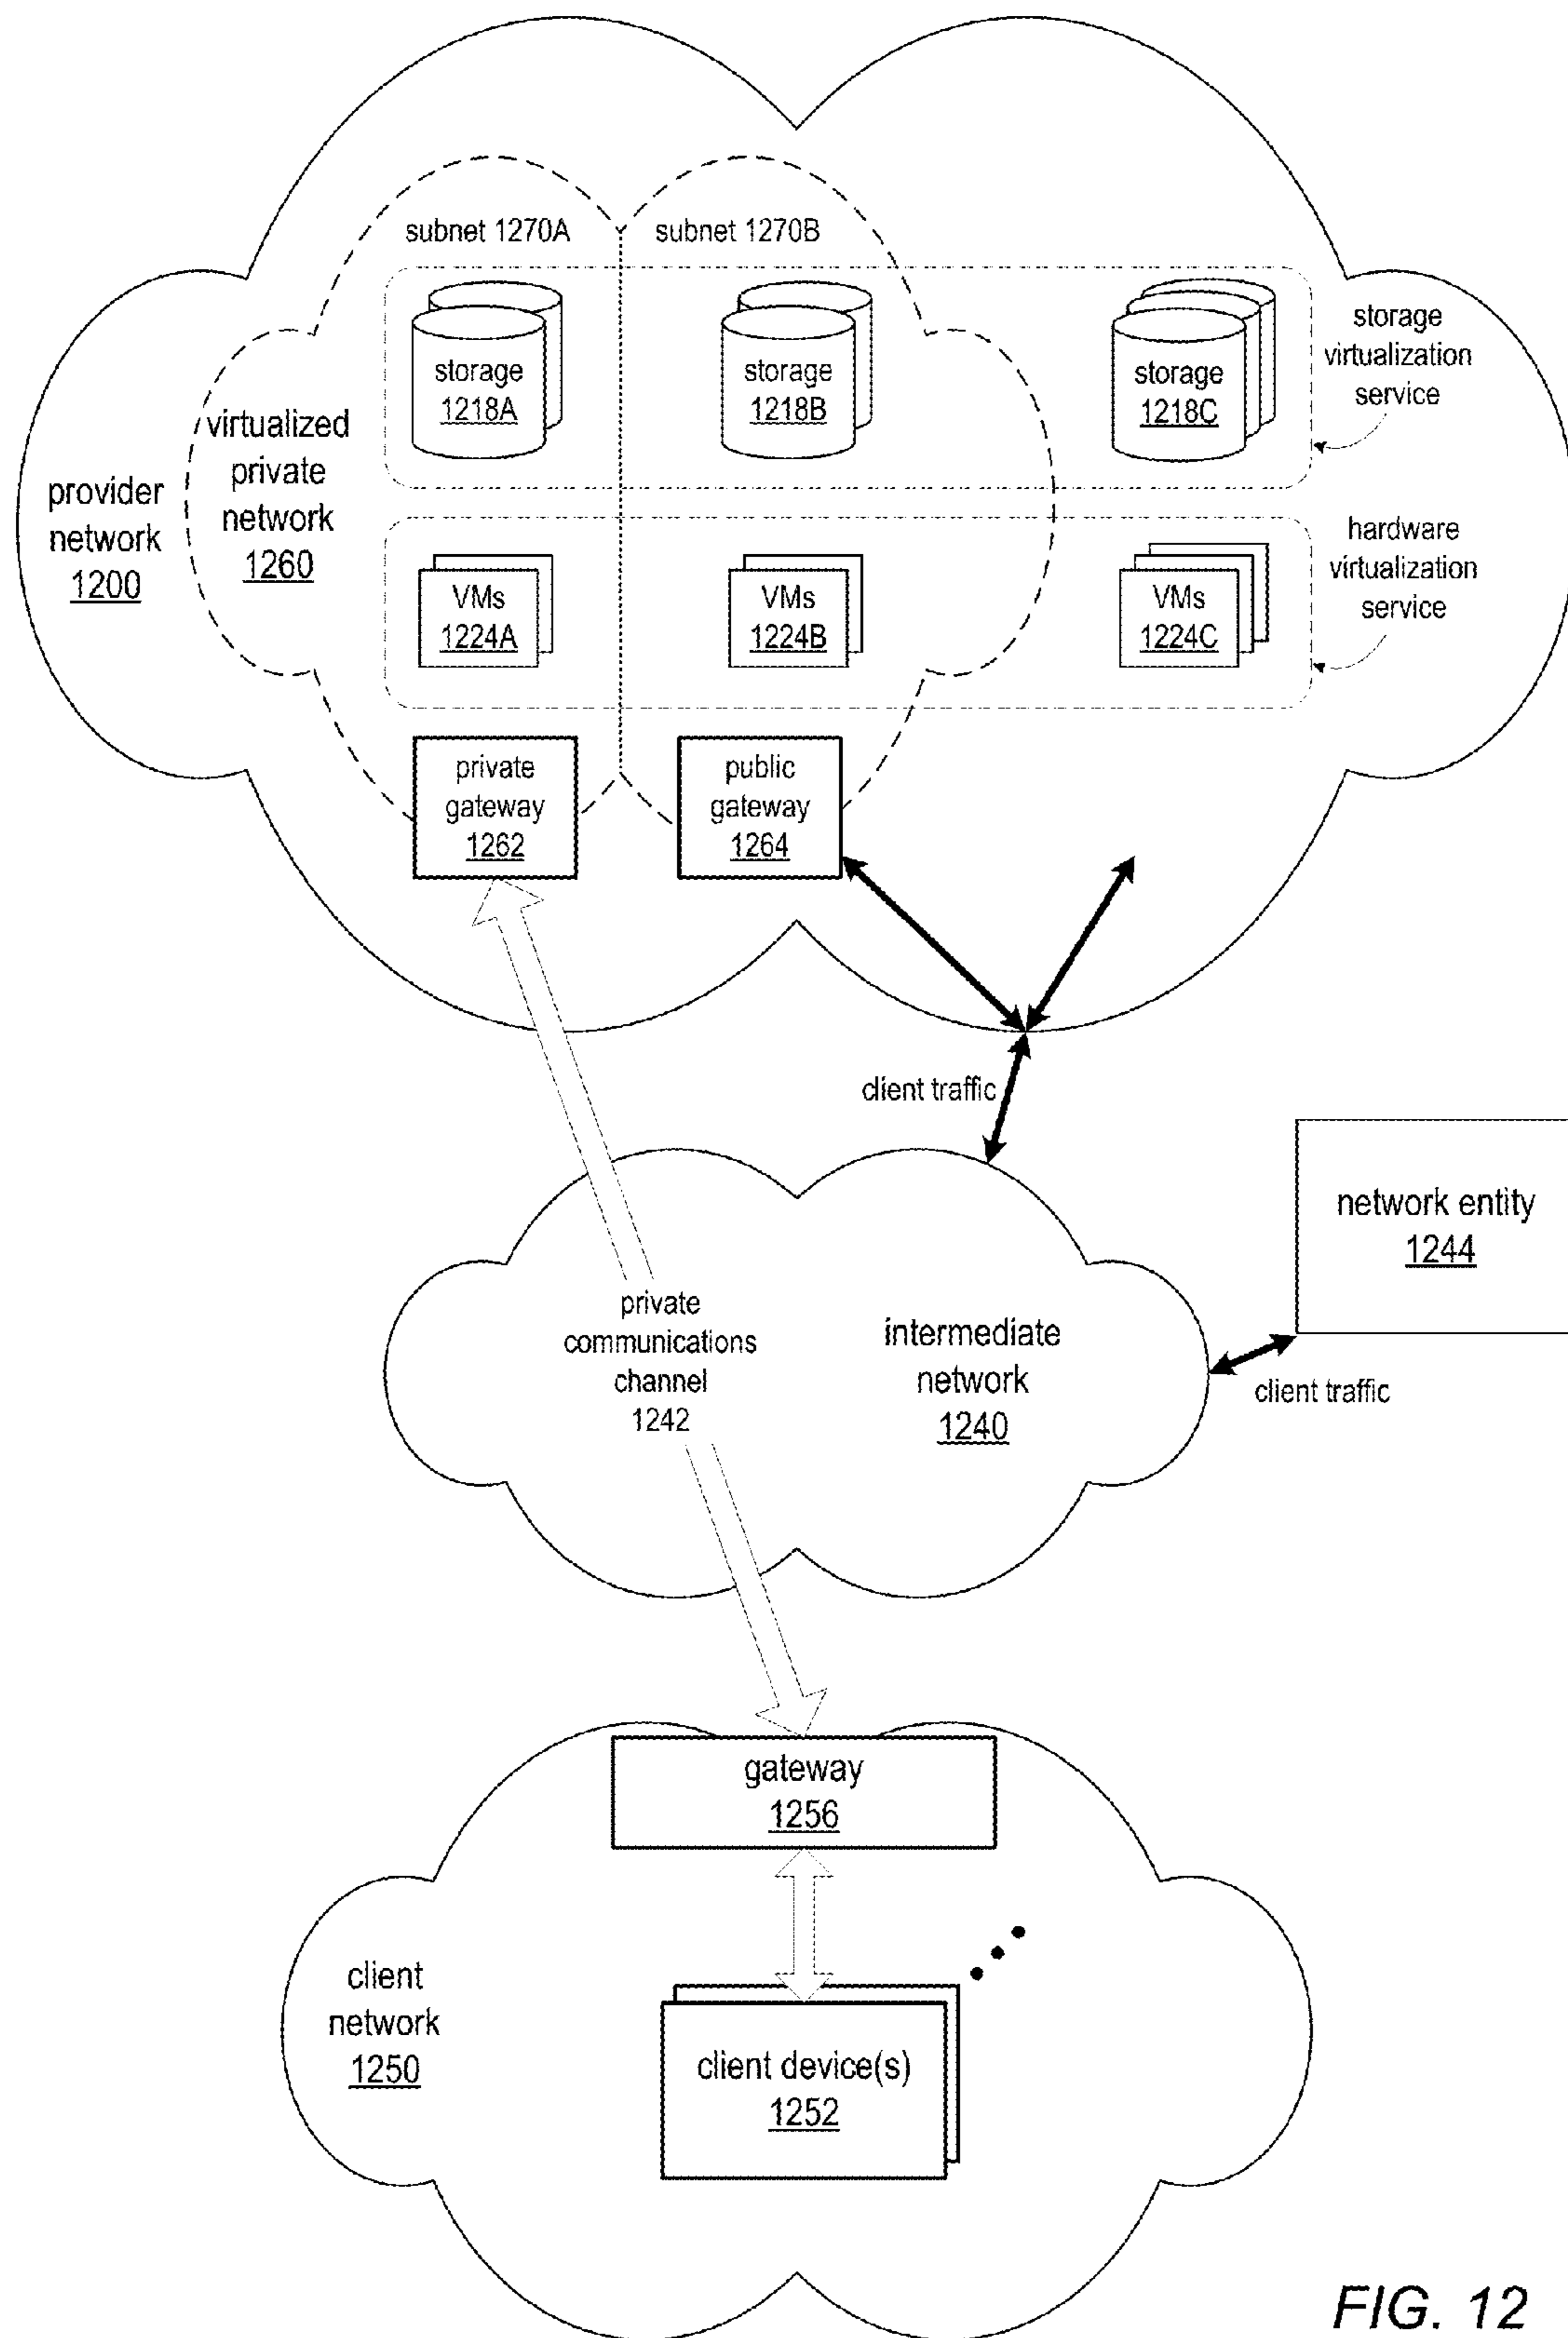 subnet 1270A
subnet 1270B
storage
1218A
storage
1218B
storage
1218C
storage
virtualization
service
provider
network
1200
virtualized
private
network
1260
VMs
1224A
VMs
1224B
VMs
1224C
hardware
virtualization
service
private
gateway
1262
public
gateway
1264
client traffic
network entity
1244
private
communications
channel
1242
intermediate
network
1240
client traffic
gateway
1256
client
network
1250
client device(s)
1252
FIG. 12